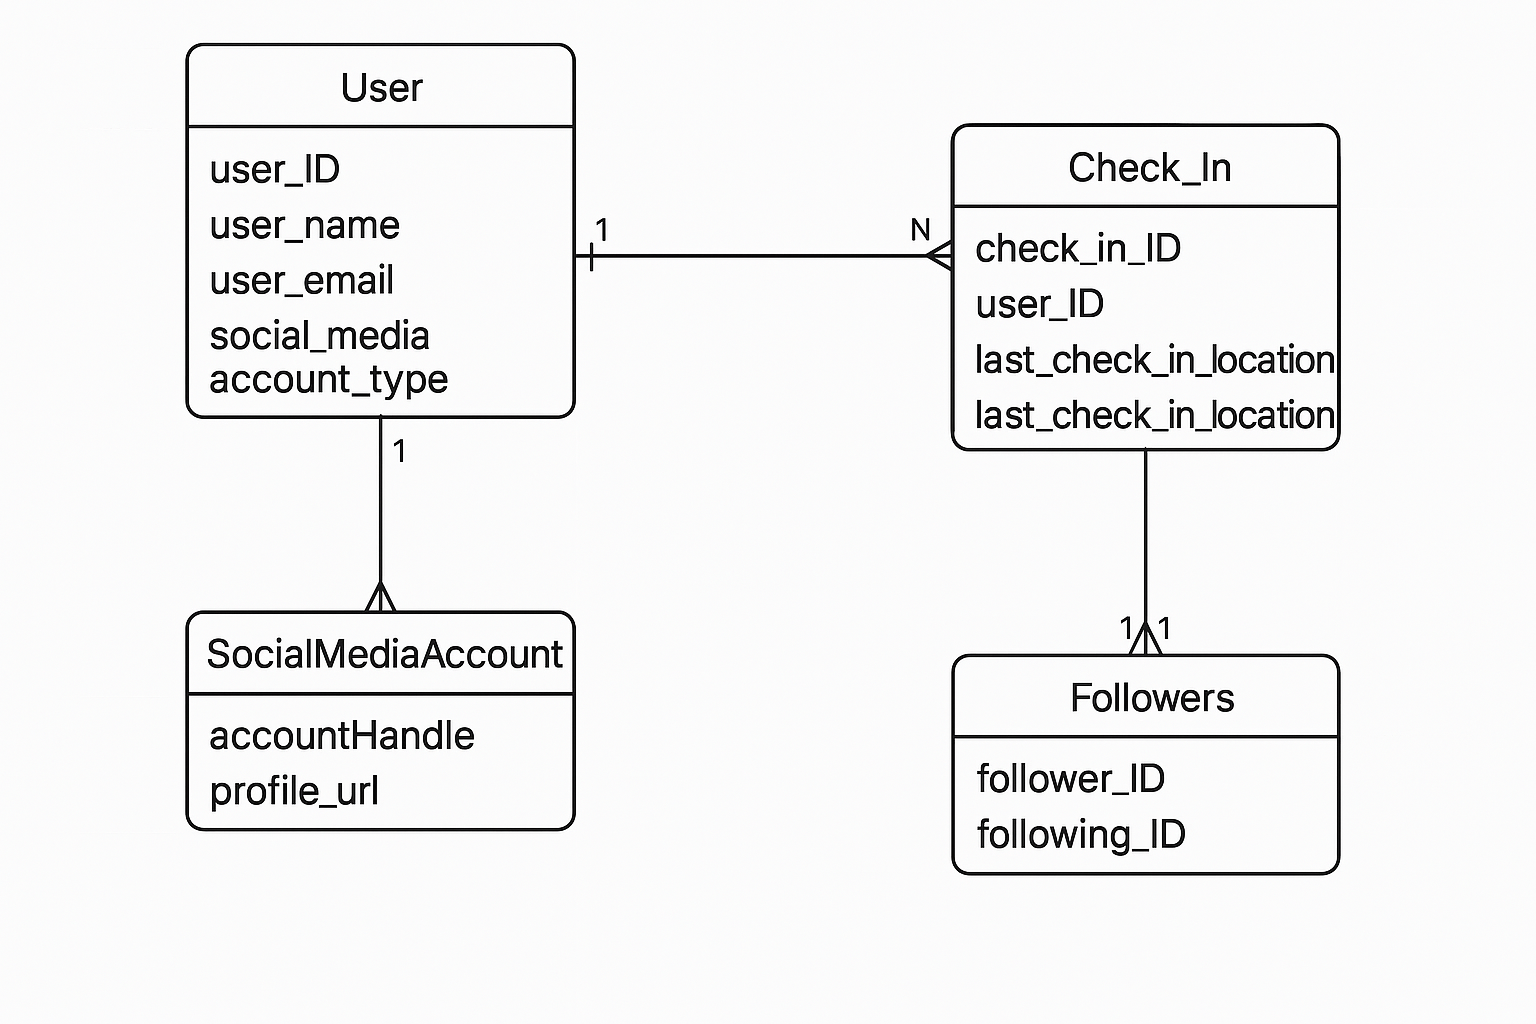 User
user_ID
user_name
user_email
social_media
account_type
1
N
Check_In
check_in_ID
user_ID
last_check_in_location
last_check_in_location
1
SocialMediaAccount
accountHandle
profile_url
1 1
Followers
follower_ID
following_ID